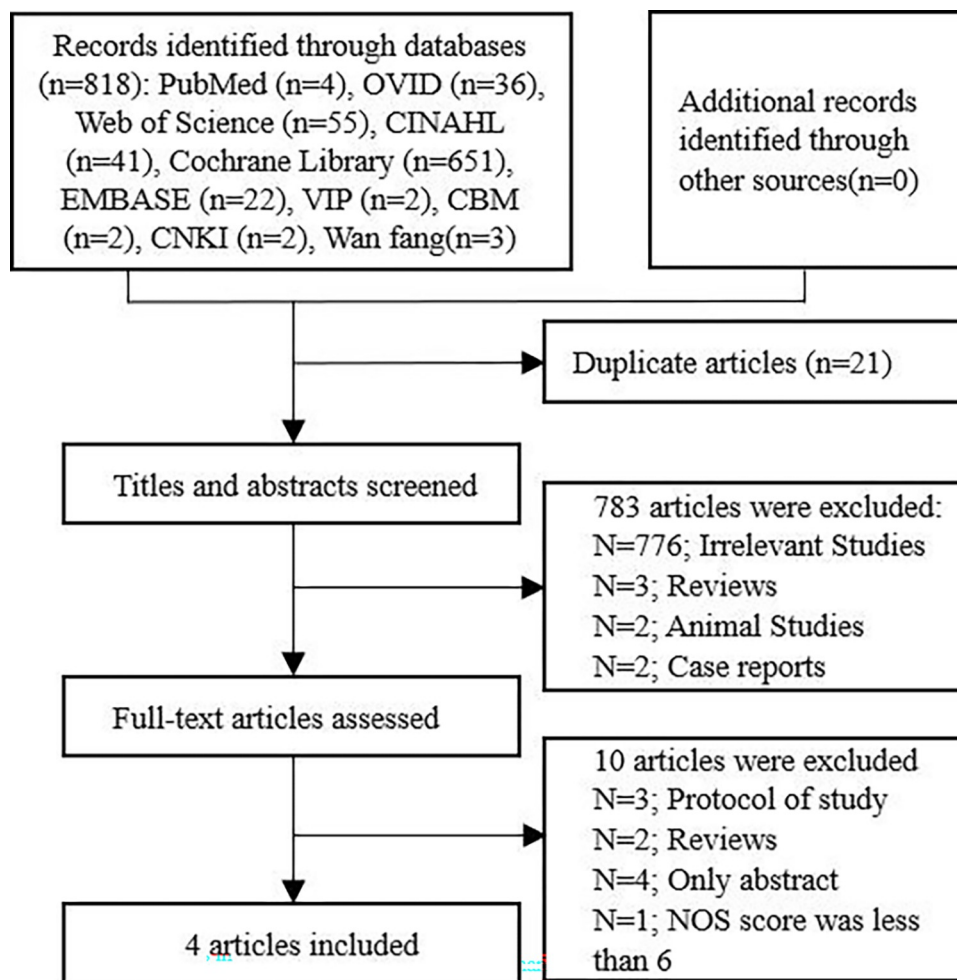 Records identified through databases
(n=818): PubMed (n=4), OVID (n=36),
Web of Science (n=55), CINAHL
(n=41), Cochrane Library (n=651),
EMBASE (n=22), VIP (n=2), CBM
(n=2), CNKI (n=2), Wan fang(n=3)
Additional records
identified through
other sources(n=0)
Duplicate articles (n=21)
Titles and abstracts screened
783 articles were excluded:
N=776; Irrelevant Studies
N=3; Reviews
N=2; Animal Studies
N=2; Case reports
Full-text articles assessed
10 articles were excluded
N=3; Protocol of study
N=2; Reviews
N=4; Only abstract
N=1; NOS score was less
than 6
4 articles included